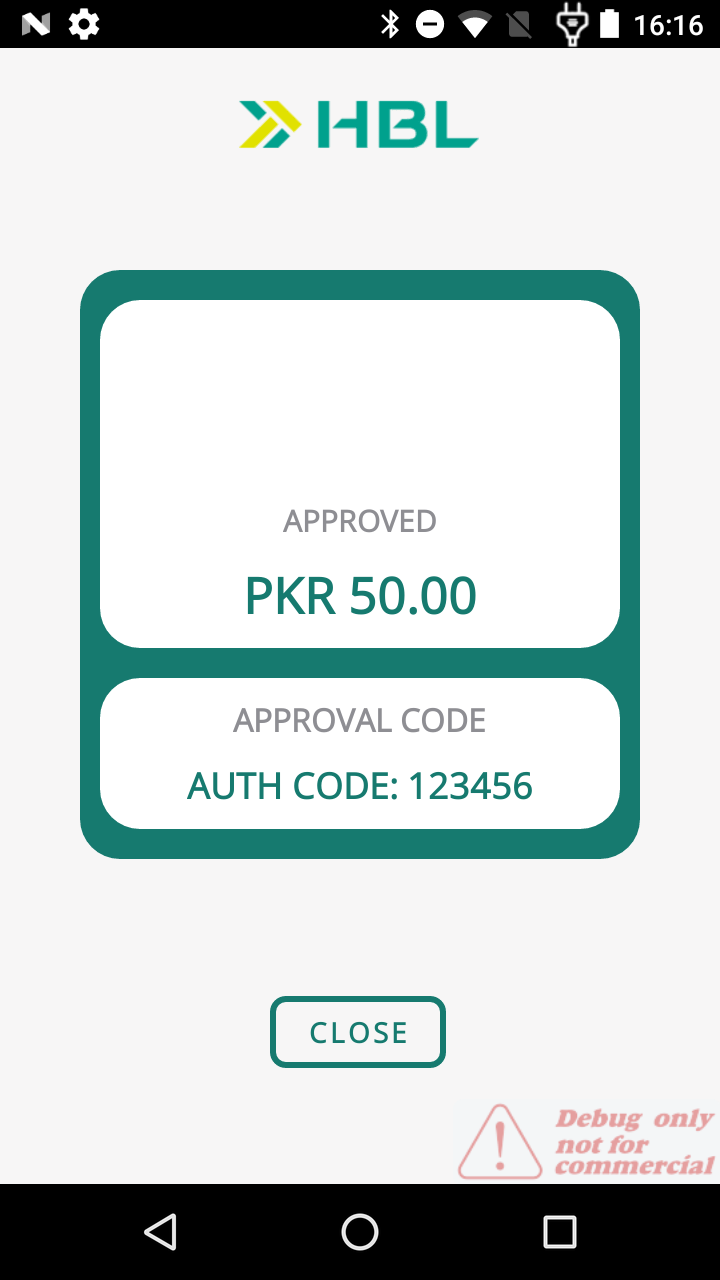 16:16
HBL
APPROVED
PKR 50.00
APPROVAL CODE
AUTH CODE: 123456
CLOSE
Debug only
not for
commercial